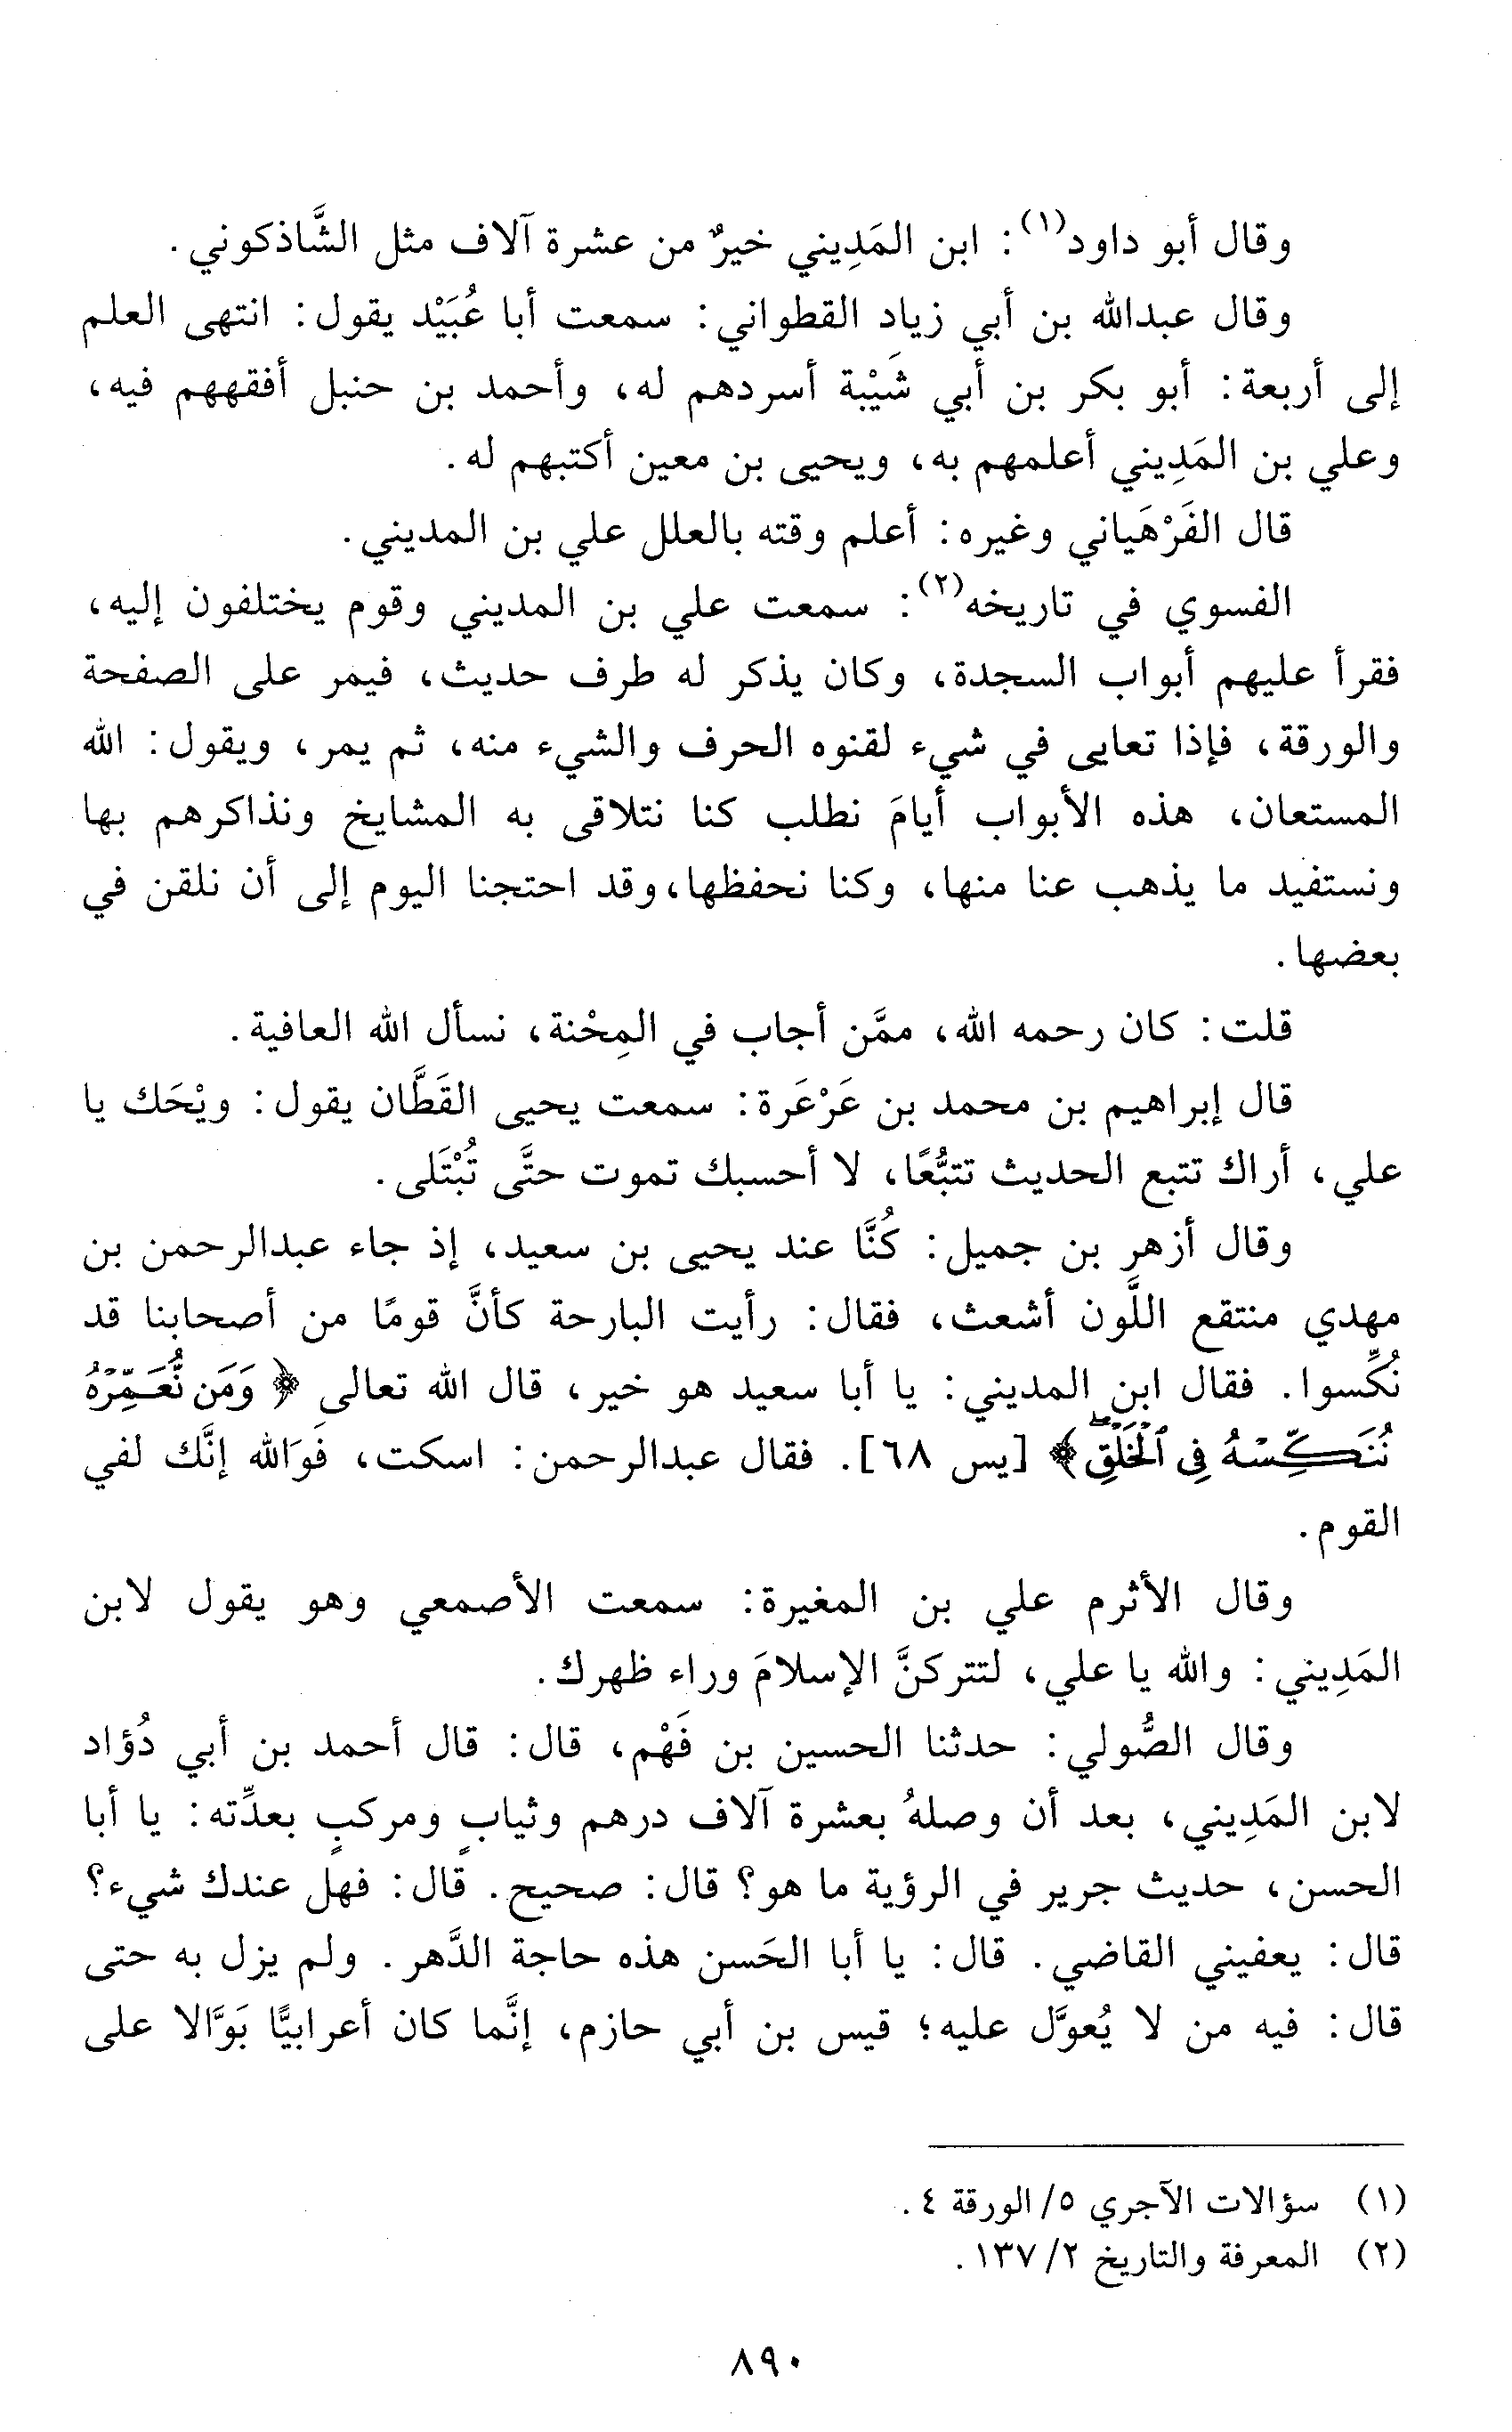 وقال أبو داود(١): ابن المَدِيني خيرٌ من عشرة آلاف مثل الشَّاذكوني.
وقال عبدالله بن أبي زياد القطواني: سمعت أبا عُبَيْد يقول: انتهى العلم
إلى أربعة: أبو بكر بن أبي شَيْبة أسردهم له، وأحمد بن حنبل أفقههم فيه،
وعلي بن المَدِيني أعلمهم به، ويحيى بن معين أكتبهم له.
قال الفَرْهَياني وغيره: أعلم وقته بالعلل علي بن المديني.
الفسوي في تاريخه(٢): سمعت علي بن المديني وقوم يختلفون إليه،
فقرأ عليهم أبواب السجدة، وكان يذكر له طرف حديث، فيمر على الصفحة
والورقة، فإذا تعايى في شيء لقنوه الحرف والشيء منه، ثم يمر، ويقول: الله
المستعان، هذه الأبواب أيامَ نطلب كنا نتلاقى به المشايخ ونذاكرهم بها
ونستفيد ما يذهب عنا منها، وكنا نحفظها، وقد احتجنا اليوم إلى أن نلقن في
بعضها.
قلت: كان رحمه الله، ممَّن أجاب في المِحْنة، نسأل الله العافية.
قال إبراهيم بن محمد بن عَرْعَرة: سمعت يحيى القَطَّان يقول: ويْحَك يا
علي، أراك تتبع الحديث تتبُّعًا، لا أحسبك تموت حتَّى تُبْتَلى.
وقال أزهر بن جميل: كُنَّا عند يحيى بن سعيد، إذ جاء عبدالرحمن بن
مهدي منتقع اللَّون أشعث، فقال: رأيت البارحة كأنَّ قومًا من أصحابنا قد
نُكِّسوا. فقال ابن المديني: يا أبا سعيد هو خير، قال الله تعالى ﴿وَمَن نُّعَمِّرْهُ
نُنَكِّسْهُ فِي ٱلْخَلْقِ﴾ [يس ٦٨]. فقال عبدالرحمن: اسكت، فَوَالله إنَّك لفي
القوم.
وقال الأثرم علي بن المغيرة: سمعت الأصمعي وهو يقول لابن
المَدِيني: والله يا علي، لتتركنَّ الإسلامَ وراء ظهرك.
وقال الصُّولي: حدثنا الحسين بن فَهْم، قال: قال أحمد بن أبي دُؤاد
لابن المَدِيني، بعد أن وصلهُ بعشرة آلاف درهم وثيابٍ ومركبٍ بعدِّته: يا أبا
الحسن، حديث جرير في الرؤية ما هو؟ قال: صحيح. قال: فهل عندك شيء؟
قال: يعفيني القاضي. قال: يا أبا الحَسن هذه حاجة الدَّهر. ولم يزل به حتى
قال: فيه من لا يُعوَّل عليه؛ قيس بن أبي حازم، إنَّما كان أعرابيًّا بَوَّالا على
(١) سؤالات الآجري ٥/ الورقة ٤.
(٢) المعرفة والتاريخ ٢/ ١٣٧.
٨٩٠